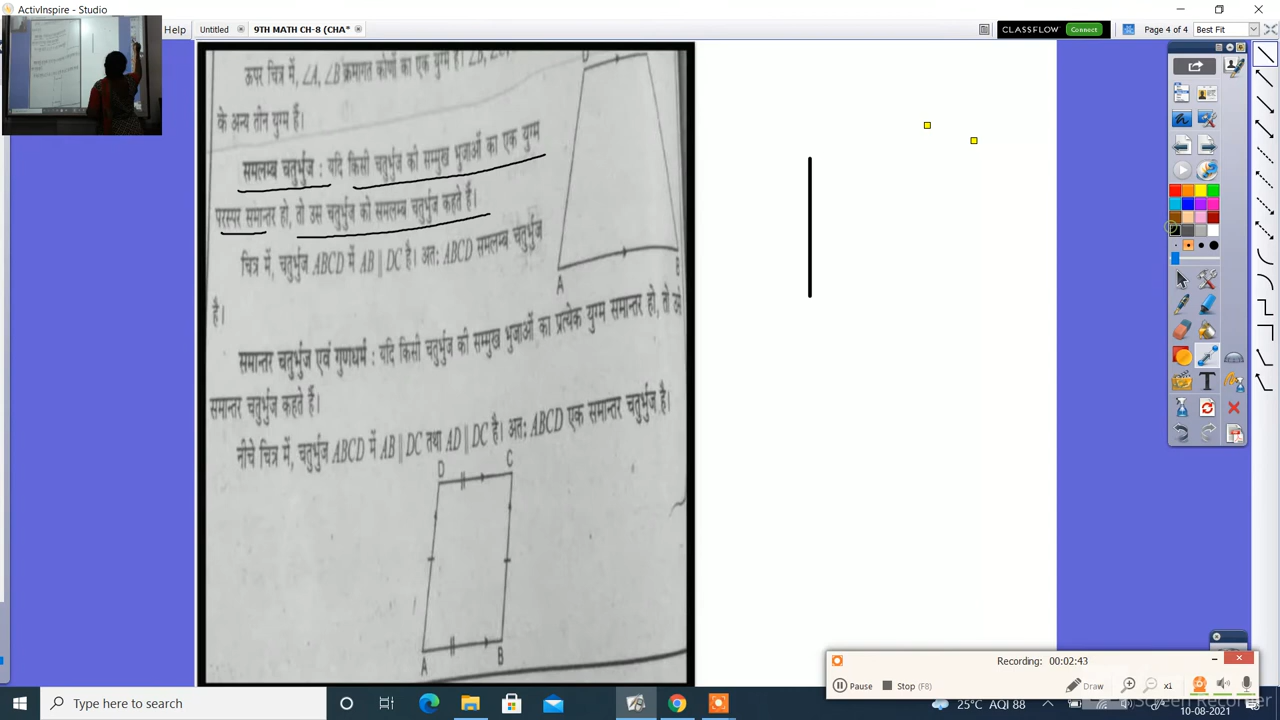 ActivInspire - Studio
Help Untitled 9TH MATH CH-8 (CHA* CLASSFLOW Connect Page 4 of 4 Best Fit
ऊपर चित्र में, ∠A, ∠B क्रमागत कोणों का एक युग्म है। ∠B,
के अन्य तीन युग्म हैं।
समलम्ब चतुर्भुज : यदि किसी चतुर्भुज की सम्मुख भुजाओं का एक युग्म
परस्पर समान्तर हो, तो उस चतुर्भुज को समलम्ब चतुर्भुज कहते हैं।
चित्र में, चतुर्भुज ABCD में AB || DC है। अत: ABCD समलम्ब चतुर्भुज
है।
D
A B
समान्तर चतुर्भुज एवं गुणधर्म : यदि किसी चतुर्भुज की सम्मुख भुजाओं का प्रत्येक युग्म समान्तर हो, तो उसे
समान्तर चतुर्भुज कहते हैं।
नीचे चित्र में, चतुर्भुज ABCD में AB || DC तथा AD || DC है। अत: ABCD एक समान्तर चतुर्भुज है।
D C
A B
Recording: 00:02:43
Pause Stop (F8) Draw x1
Type here to search
25°C AQI 88
10-08-2021
Screen Recorder